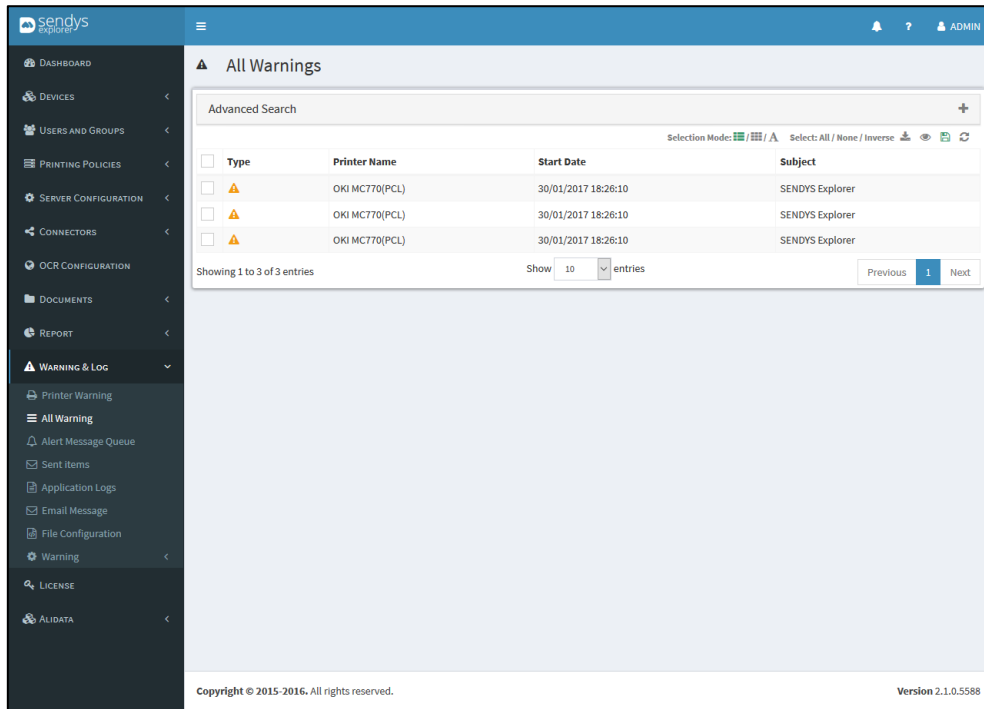 sendys
explorer
? ADMIN
DASHBOARD
DEVICES
USERS AND GROUPS
PRINTING POLICIES
SERVER CONFIGURATION
CONNECTORS
OCR CONFIGURATION
DOCUMENTS
REPORT
WARNING & LOG
Printer Warning
All Warning
Alert Message Queue
Sent items
Application Logs
Email Message
File Configuration
Warning
LICENSE
ALIDATA
All Warnings
Advanced Search
Selection Mode: / / A Select: All / None / Inverse
Type Printer Name Start Date Subject
OKI MC770(PCL) 30/01/2017 18:26:10 SENDYS Explorer
OKI MC770(PCL) 30/01/2017 18:26:10 SENDYS Explorer
OKI MC770(PCL) 30/01/2017 18:26:10 SENDYS Explorer
Showing 1 to 3 of 3 entries Show 10 entries Previous 1 Next
Copyright © 2015-2016. All rights reserved. Version 2.1.0.5588